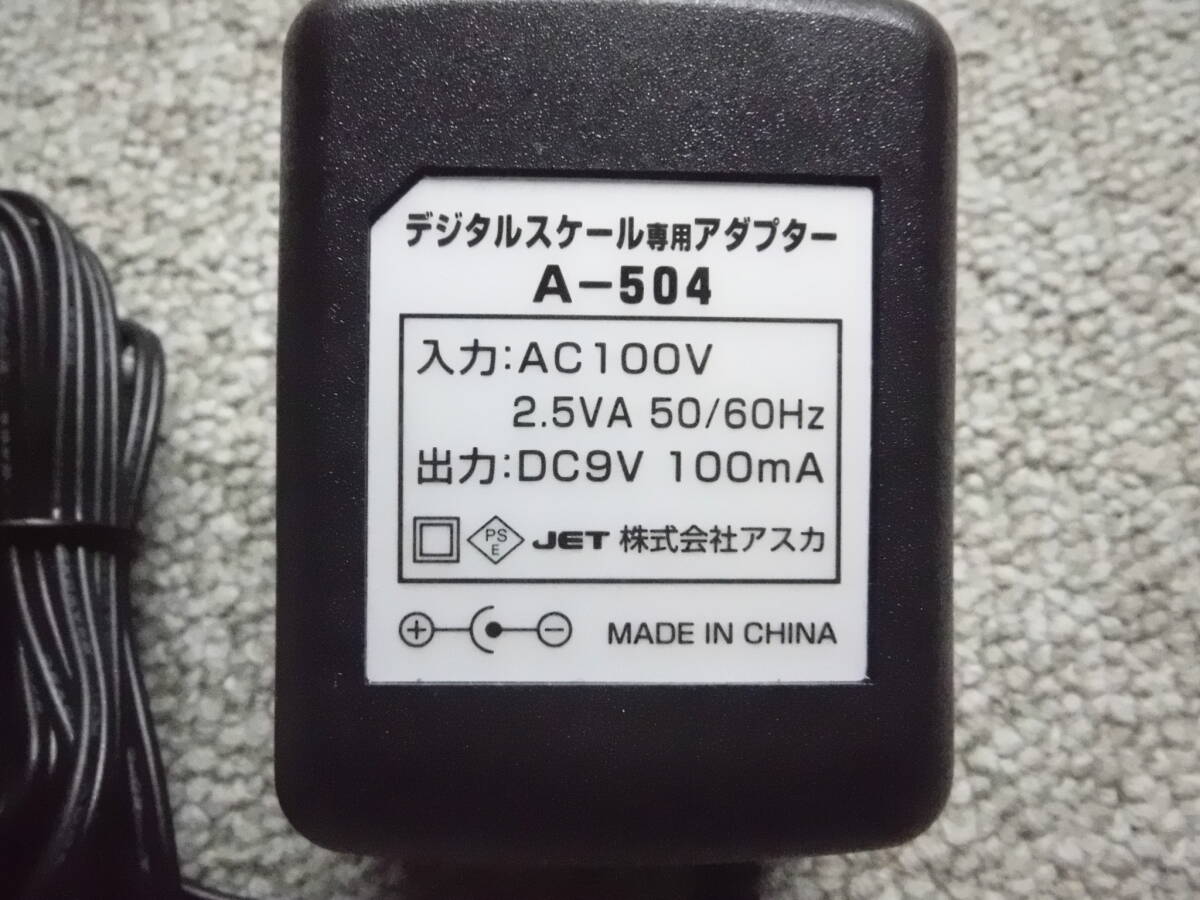 デジタルスケール専用アダプター
A-504
入力:AC100V
2.5VA 50/60Hz
出力:DC9V 100mA
PS
E
JET 株式会社アスカ
MADE IN CHINA